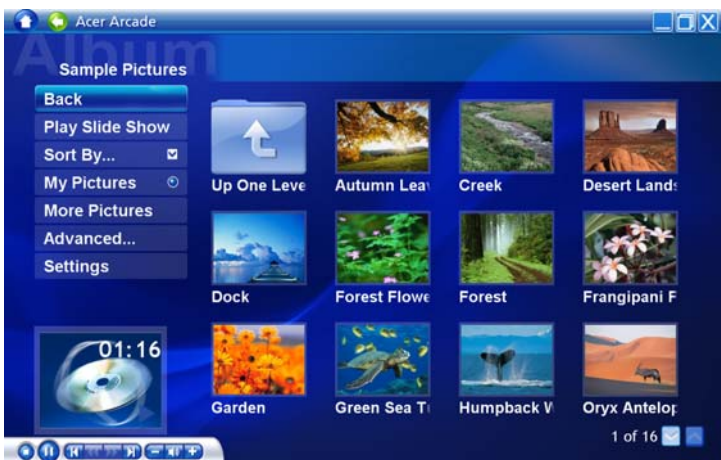 Acer Arcade
Album
Sample Pictures
Back
Play Slide Show
Sort By...
My Pictures
More Pictures
Advanced...
Settings
01:16
Up One Leve
Autumn Lea
Creek
Desert Lands
Dock
Forest Flowe
Forest
Frangipani F
Garden
Green Sea T
Humpback W
Oryx Antelop
1 of 16